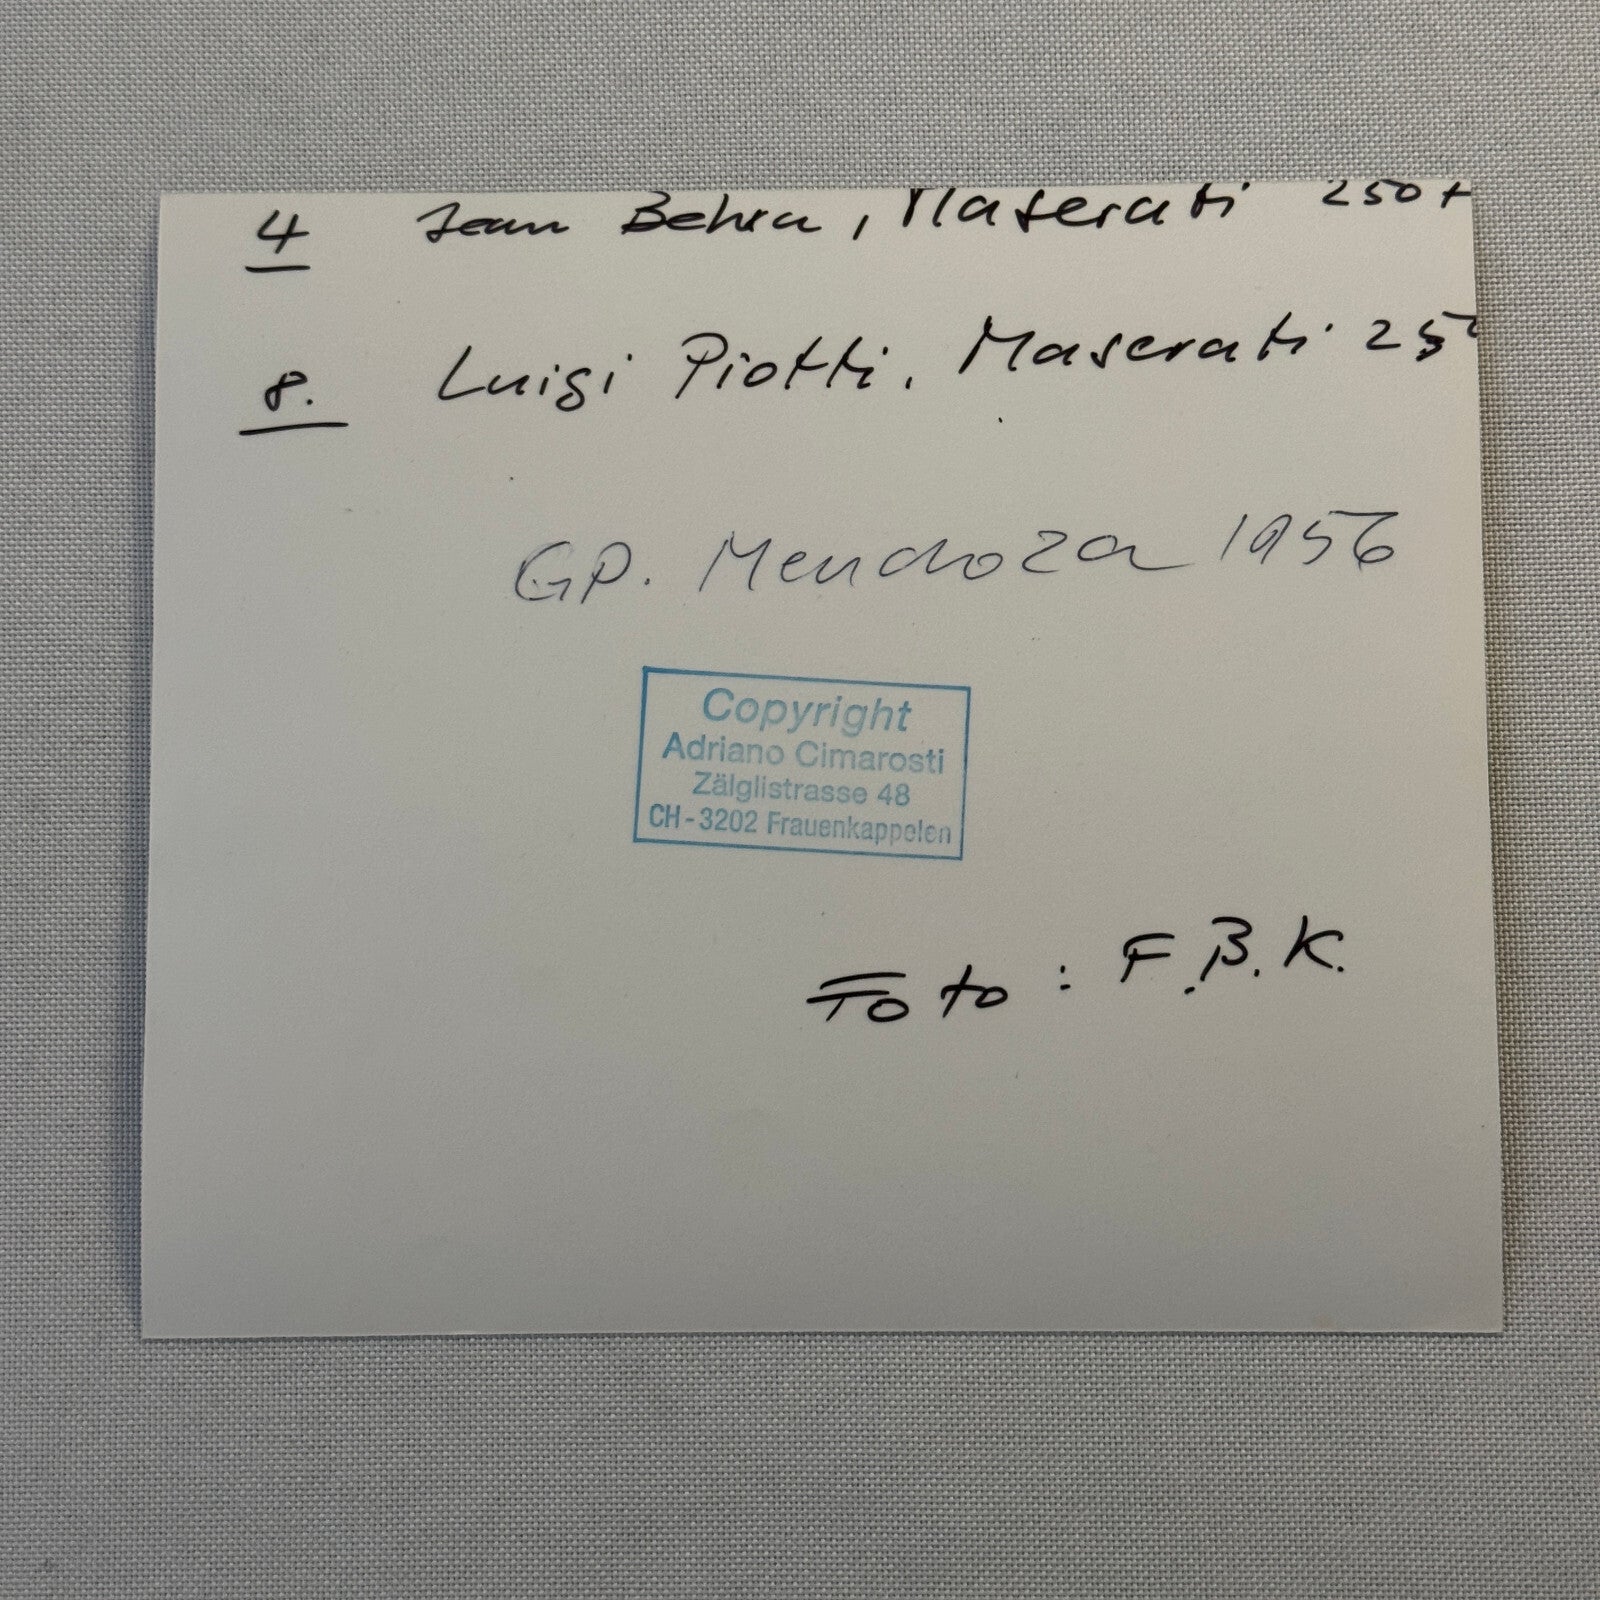 4 Jean Behra, Maserati 250 F
8. Luigi Piotti, Maserati 250
GP. Mendoza 1956
Copyright
Adriano Cimarosti
Zälglistrasse 48
CH-3202 Frauenkappelen
Foto: F.B.K.